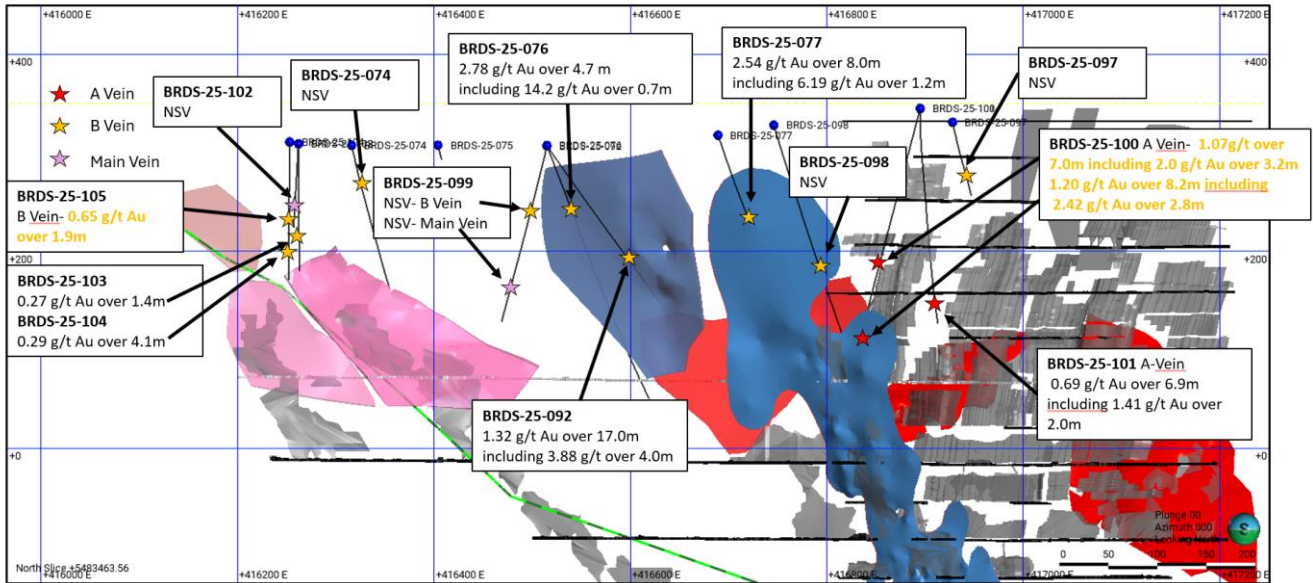 +416000 E
+416200 E
+416400 E
+416600 E
+416800 E
+417000 E
+417200 E
+400
+400
A Vein
B Vein
Main Vein
BRDS-25-102
NSV
BRDS-25-074
NSV
BRDS-25-076
2.78 g/t Au over 4.7 m
including 14.2 g/t Au over 0.7m
BRDS-25-077
2.54 g/t Au over 8.0m
including 6.19 g/t Au over 1.2m
BRDS-25-097
NSV
BRDS-25-074
BRDS-25-075
BRDS-25-077
BRDS-25-098
BRDS-25-100
BRDS-25-097
BRDS-25-105
B Vein- 0.65 g/t Au
over 1.9m
BRDS-25-099
NSV- B Vein
NSV- Main Vein
BRDS-25-098
NSV
BRDS-25-100 A Vein- 1.07g/t over
7.0m including 2.0 g/t Au over 3.2m
1.20 g/t Au over 8.2m including
2.42 g/t Au over 2.8m
+200
+200
BRDS-25-103
0.27 g/t Au over 1.4m
BRDS-25-104
0.29 g/t Au over 4.1m
BRDS-25-092
1.32 g/t Au over 17.0m
including 3.88 g/t over 4.0m
BRDS-25-101 A-Vein
0.69 g/t Au over 6.9m
including 1.41 g/t Au over
2.0m
+0
+0
Plunge 00
Azimuth 000
Looking North
S
0 50 100 150 200
North Slice +5483463.56
+416000 E
+416200 E
+416400 E
+416600 E
+416800 E
+417000 E
+417200 E